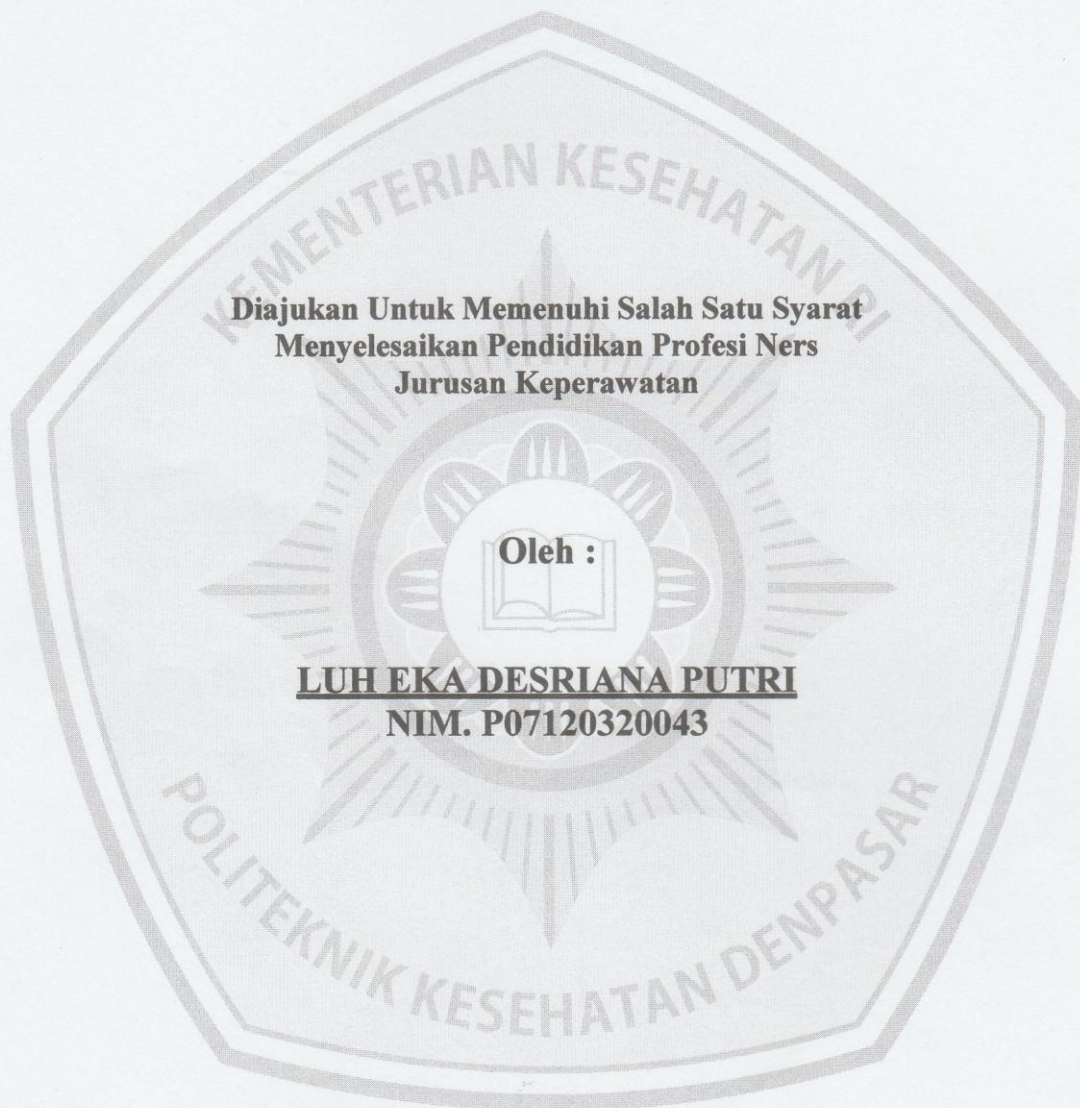 KEMENTERIAN KESEHATAN RI
Diajukan Untuk Memenuhi Salah Satu Syarat
Menyelesaikan Pendidikan Profesi Ners
Jurusan Keperawatan
Oleh :
LUH EKA DESRIANA PUTRI
NIM. P07120320043
POLITEKNIK KESEHATAN DENPASAR